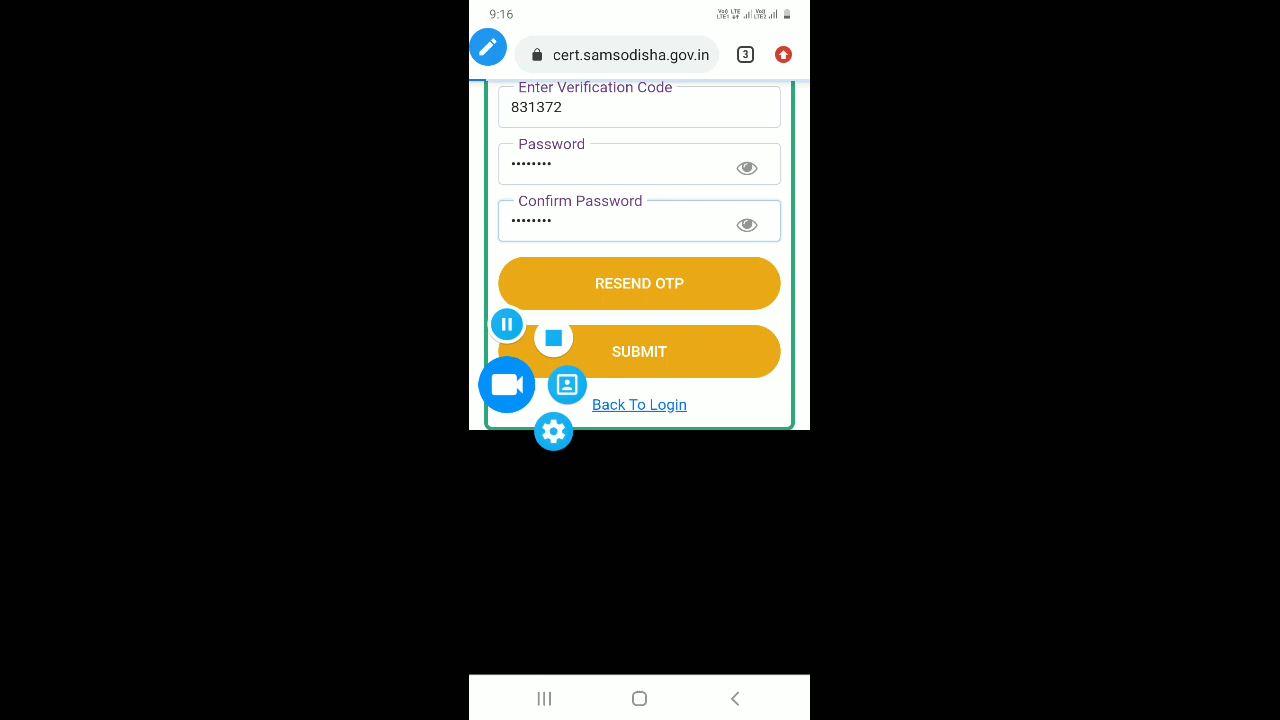 9:16
cert.samsodisha.gov.in
3
Enter Verification Code
831372
Password
••••••••
Confirm Password
••••••••
RESEND OTP
SUBMIT
Back To Login